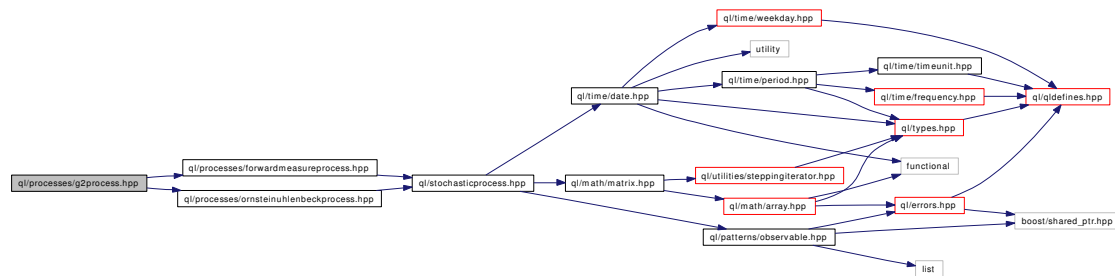 ql/time/weekday.hpp
utility
ql/time/timeunit.hpp
ql/time/period.hpp
ql/time/date.hpp
ql/time/frequency.hpp
ql/qldefines.hpp
ql/types.hpp
ql/processes/forwardmeasureprocess.hpp
functional
ql/processes/g2process.hpp
ql/stochasticprocess.hpp
ql/math/matrix.hpp
ql/utilities/steppingiterator.hpp
ql/processes/ornsteinuhlenbeckprocess.hpp
ql/math/array.hpp
ql/errors.hpp
boost/shared_ptr.hpp
ql/patterns/observable.hpp
list